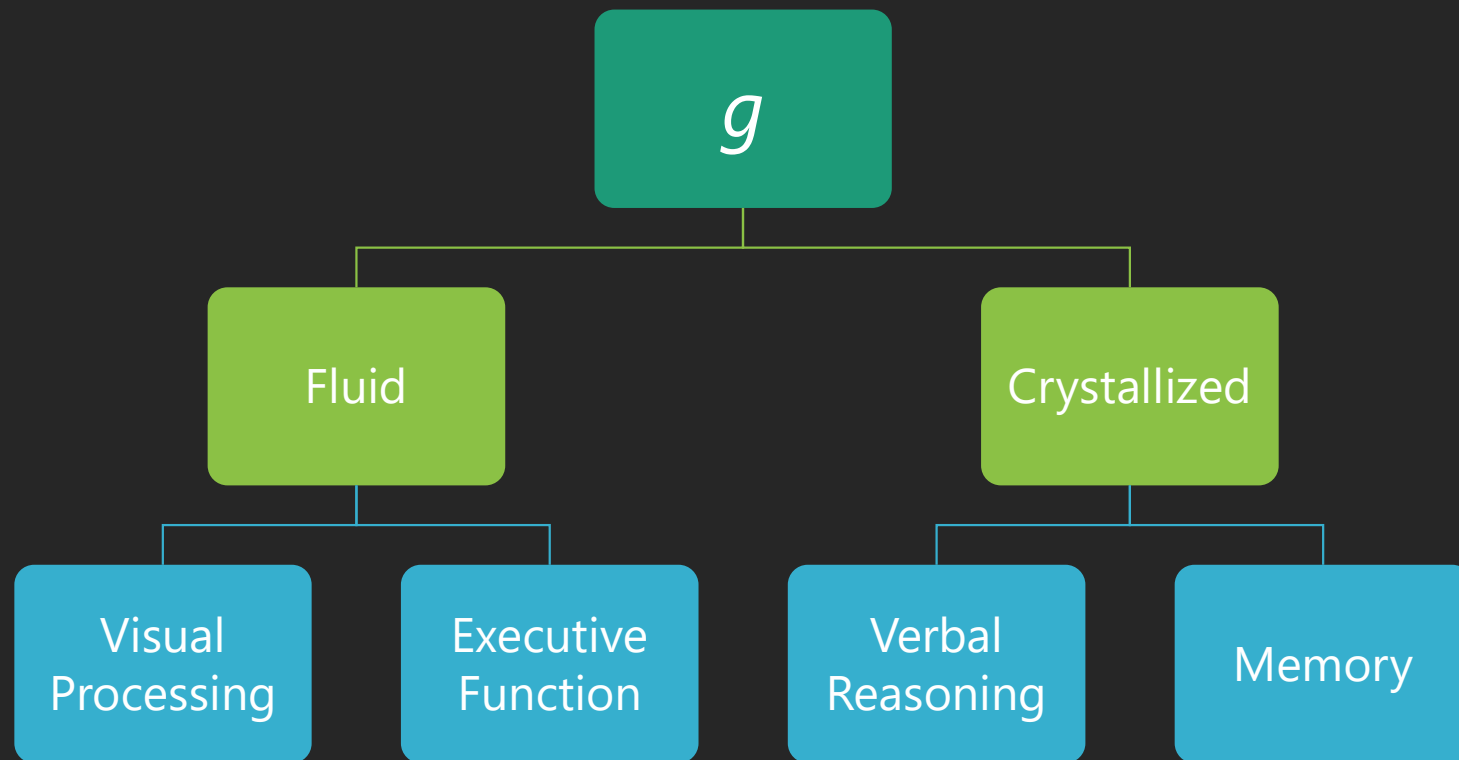 g
Fluid
Crystallized
Visual
Processing
Executive
Function
Verbal
Reasoning
Memory